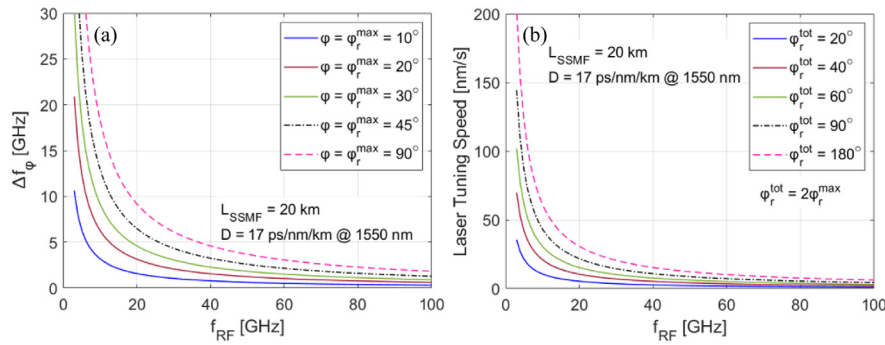 (a)
φ = φ_r^max = 10°
φ = φ_r^max = 20°
φ = φ_r^max = 30°
φ = φ_r^max = 45°
φ = φ_r^max = 90°
L_SSMF = 20 km
D = 17 ps/nm/km @ 1550 nm
Δf_φ [GHz]
30
25
20
15
10
5
0
0 20 40 60 80 100
f_RF [GHz]
(b)
L_SSMF = 20 km
D = 17 ps/nm/km @ 1550 nm
φ_r^tot = 20°
φ_r^tot = 40°
φ_r^tot = 60°
φ_r^tot = 90°
φ_r^tot = 180°
φ_r^tot = 2φ_r^max
Laser Tuning Speed [nm/s]
200
150
100
50
0
0 20 40 60 80 100
f_RF [GHz]